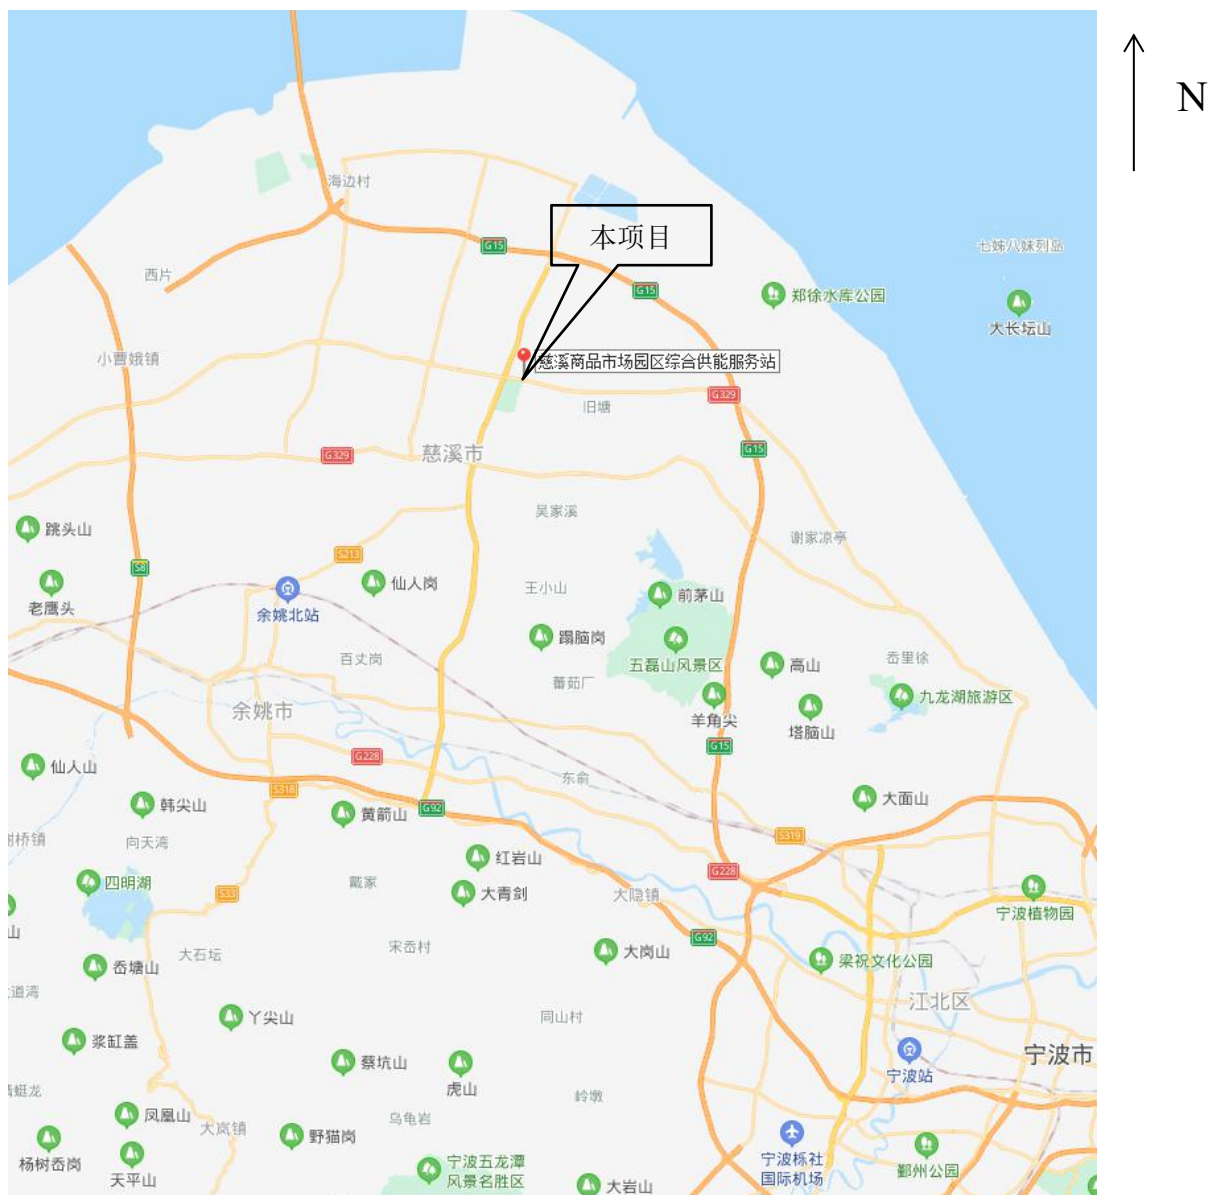 N
海边村
本项目
G15
七姊八妹列岛
西片
G15
郑徐水库公园
大长坛山
小曹娥镇
慈溪商品市场园区综合供能服务站
G329
旧塘
G329
慈溪市
G15
吴家溪
跳头山
谢家凉亭
S213
S8
仙人岗
王小山
前茅山
老鹰头
余姚北站
蹋脑岗
百丈岗
五磊山风景区
高山
岙里徐
蕃茹厂
九龙湖旅游区
余姚市
羊角尖
塔脑山
G15
G228
仙人山
东俞
S318
韩尖山
G92
黄箭山
大面山
桥镇
向天湾
S319
红岩山
G228
四明湖
戴家
大青剑
大隐镇
S33
宁波植物园
山
G92
大石坛
宋岙村
大岗山
岙塘山
梁祝文化公园
道湾
江北区
丫尖山
同山村
浆缸盖
宁波市
蔡坑山
虎山
宁波站
蜓龙
岭墩
凤凰山
乌龟岩
大岚镇
野猫岗
杨树岙岗
天平山
宁波五龙潭
风景名胜区
宁波栎社
国际机场
鄞州公园
大岩山